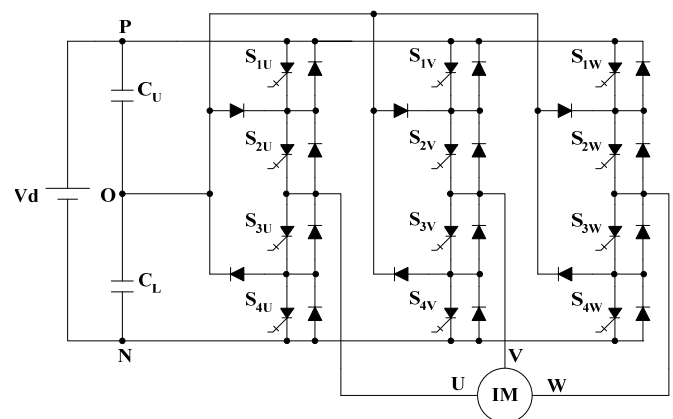 P
S1U
S1V
S1W
CU
S2U
S2V
S2W
Vd
O
S3U
S3V
S3W
CL
S4U
S4V
S4W
N
V
U
IM
W